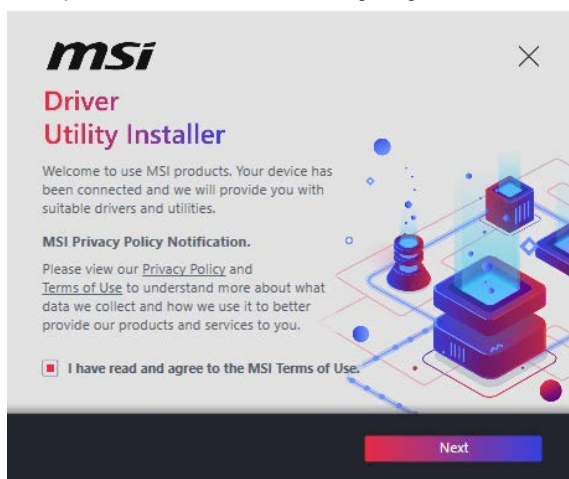 msi
Driver
Utility Installer
Welcome to use MSI products. Your device has
been connected and we will provide you with
suitable drivers and utilities.
MSI Privacy Policy Notification.
Please view our Privacy Policy and
Terms of Use to understand more about what
data we collect and how we use it to better
provide our products and services to you.
I have read and agree to the MSI Terms of Use.
Next